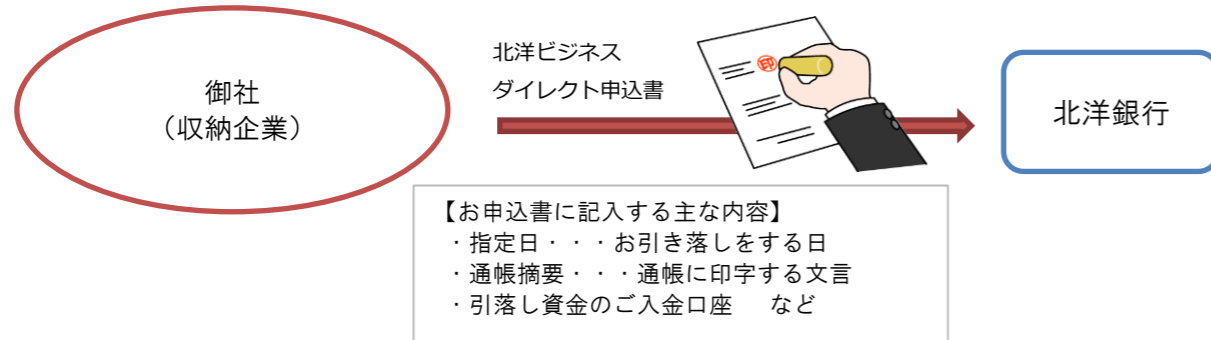 御社
（収納企業）
北洋ビジネス
ダイレクト申込書
印
北洋銀行
【お申込書に記入する主な内容】
・指定日・・・お引き落しをする日
・通帳摘要・・・通帳に印字する文言
・引落し資金のご入金口座　など